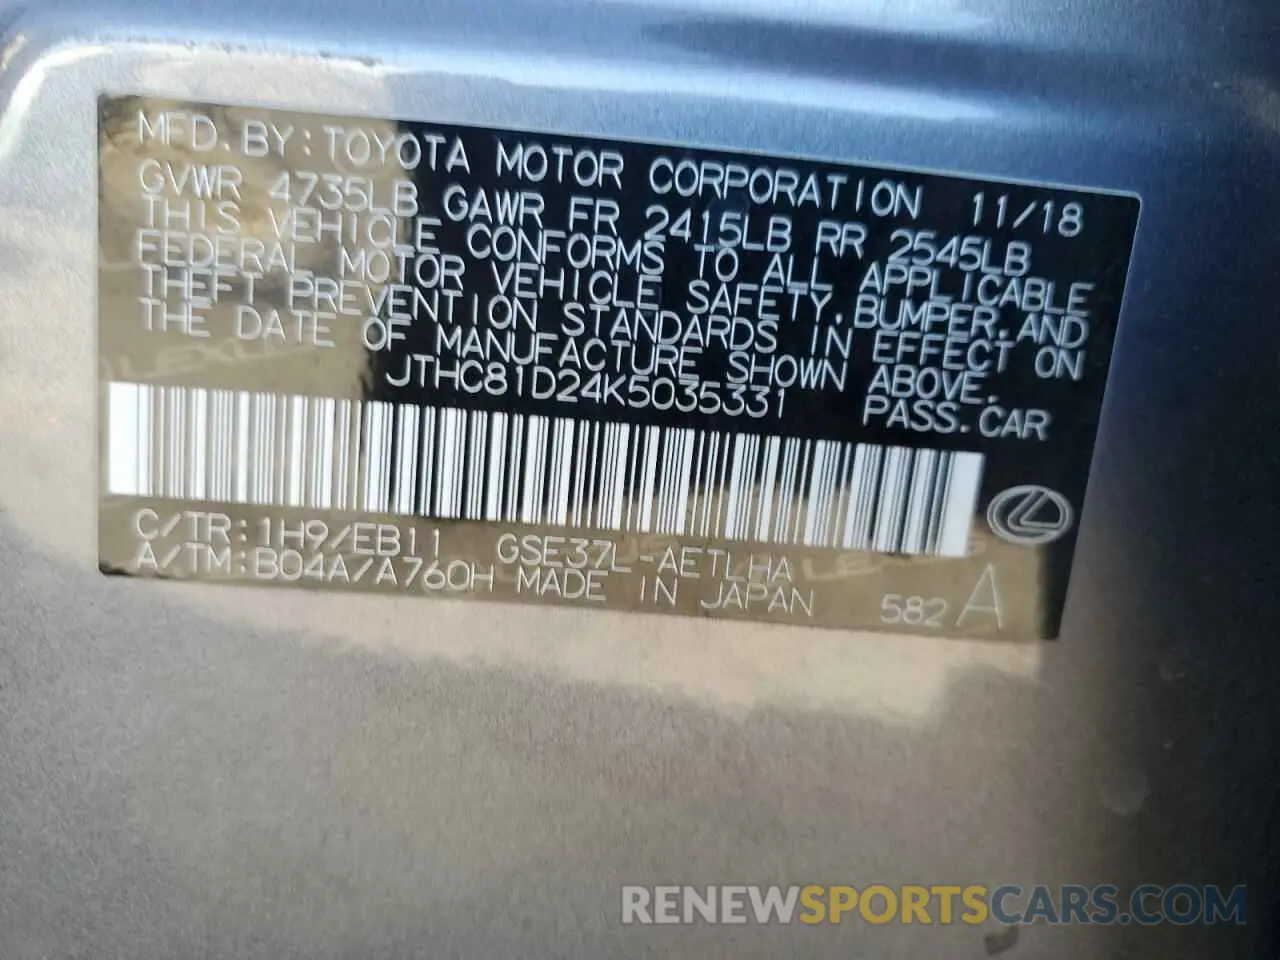 MFD. BY: TOYOTA MOTOR CORPORATION 11/18
GVWR 4735LB GAWR FR 2415LB RR 2545LB
THIS VEHICLE CONFORMS TO ALL APPLICABLE
FEDERAL MOTOR VEHICLE SAFETY, BUMPER, AND
THEFT PREVENTION STANDARDS IN EFFECT ON
THE DATE OF MANUFACTURE SHOWN ABOVE.
JTHC81D24K5035331 PASS. CAR
C/TR: 1H9/EB11 GSE37L-AETLHA
A/TM: B04A/A760H MADE IN JAPAN 582 A
RENEWSPORTSCARS.COM